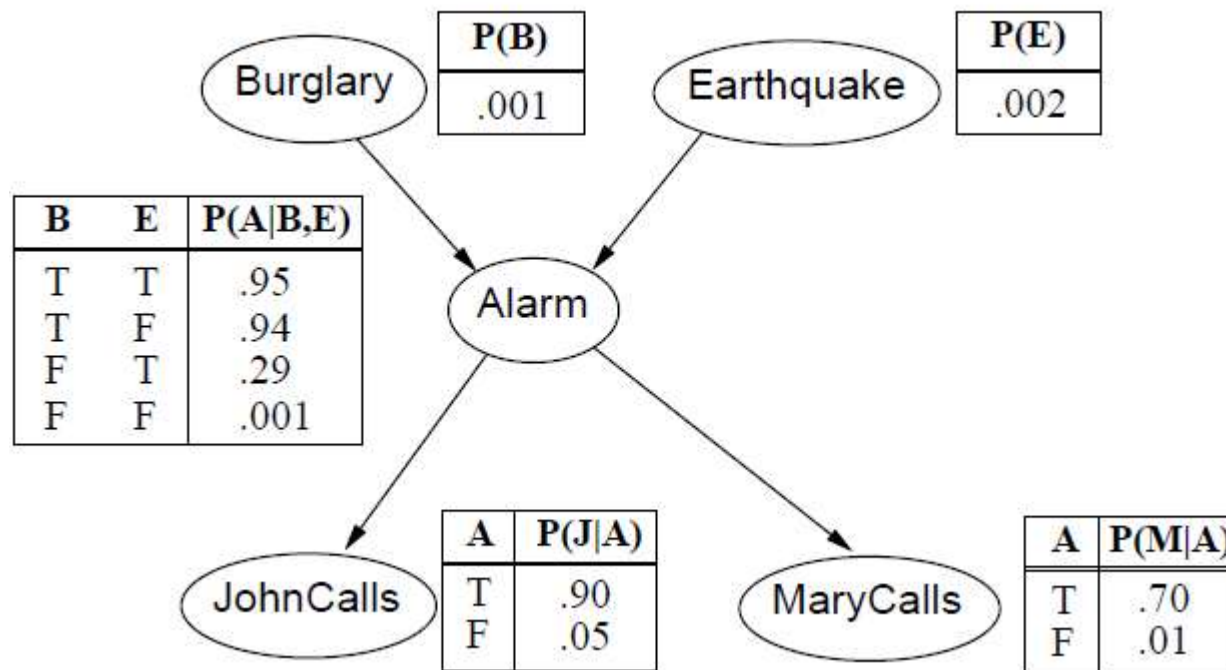 Burglary
P(B)
.001
Earthquake
P(E)
.002
B E P(A|B,E)
T T .95
T F .94
F T .29
F F .001
Alarm
JohnCalls
A P(J|A)
T .90
F .05
MaryCalls
A P(M|A)
T .70
F .01